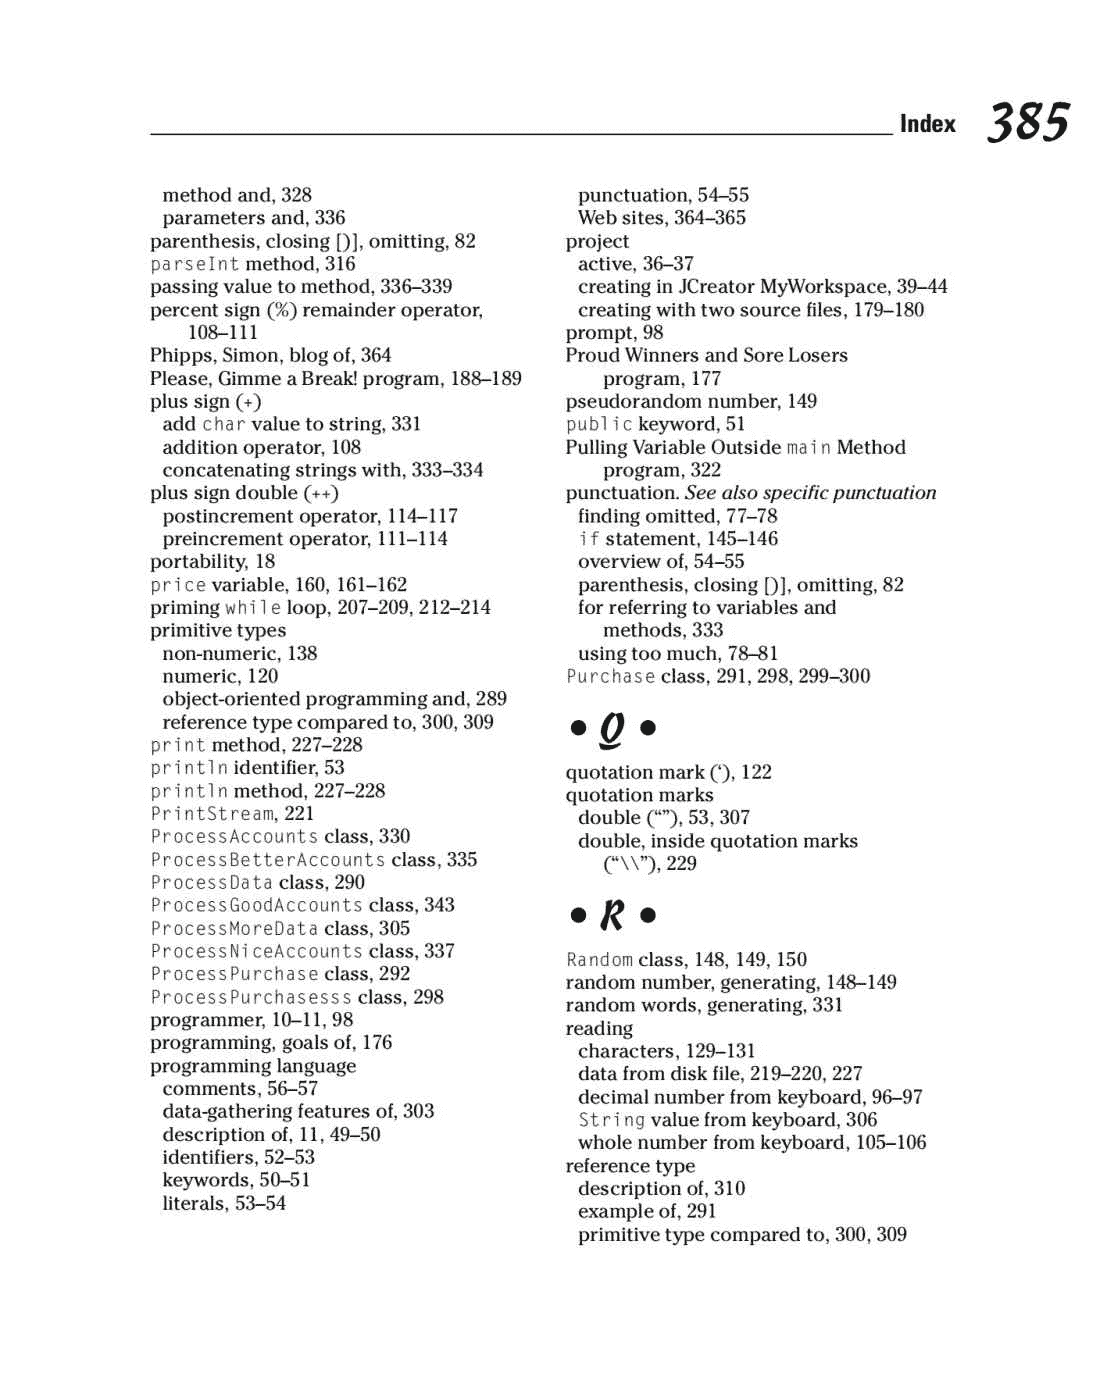 Index 385
method and, 328
parameters and, 336
parenthesis, closing [)], omitting, 82
parseInt method, 316
passing value to method, 336–339
percent sign (%) remainder operator,
108–111
Phipps, Simon, blog of, 364
Please, Gimme a Break! program, 188–189
plus sign (+)
add char value to string, 331
addition operator, 108
concatenating strings with, 333–334
plus sign double (++)
postincrement operator, 114–117
preincrement operator, 111–114
portability, 18
price variable, 160, 161–162
priming while loop, 207–209, 212–214
primitive types
non-numeric, 138
numeric, 120
object-oriented programming and, 289
reference type compared to, 300, 309
print method, 227–228
println identifier, 53
println method, 227–228
PrintStream, 221
ProcessAccounts class, 330
ProcessBetterAccounts class, 335
ProcessData class, 290
ProcessGoodAccounts class, 343
ProcessMoreData class, 305
ProcessNiceAccounts class, 337
ProcessPurchase class, 292
ProcessPurchasesss class, 298
programmer, 10–11, 98
programming, goals of, 176
programming language
comments, 56–57
data-gathering features of, 303
description of, 11, 49–50
identifiers, 52–53
keywords, 50–51
literals, 53–54
punctuation, 54–55
Web sites, 364–365
project
active, 36–37
creating in JCreator MyWorkspace, 39–44
creating with two source files, 179–180
prompt, 98
Proud Winners and Sore Losers
program, 177
pseudorandom number, 149
public keyword, 51
Pulling Variable Outside main Method
program, 322
punctuation. See also specific punctuation
finding omitted, 77–78
if statement, 145–146
overview of, 54–55
parenthesis, closing [)], omitting, 82
for referring to variables and
methods, 333
using too much, 78–81
Purchase class, 291, 298, 299–300
• Q •
quotation mark (‘), 122
quotation marks
double (“”), 53, 307
double, inside quotation marks
(“\\”), 229
• R •
Random class, 148, 149, 150
random number, generating, 148–149
random words, generating, 331
reading
characters, 129–131
data from disk file, 219–220, 227
decimal number from keyboard, 96–97
String value from keyboard, 306
whole number from keyboard, 105–106
reference type
description of, 310
example of, 291
primitive type compared to, 300, 309